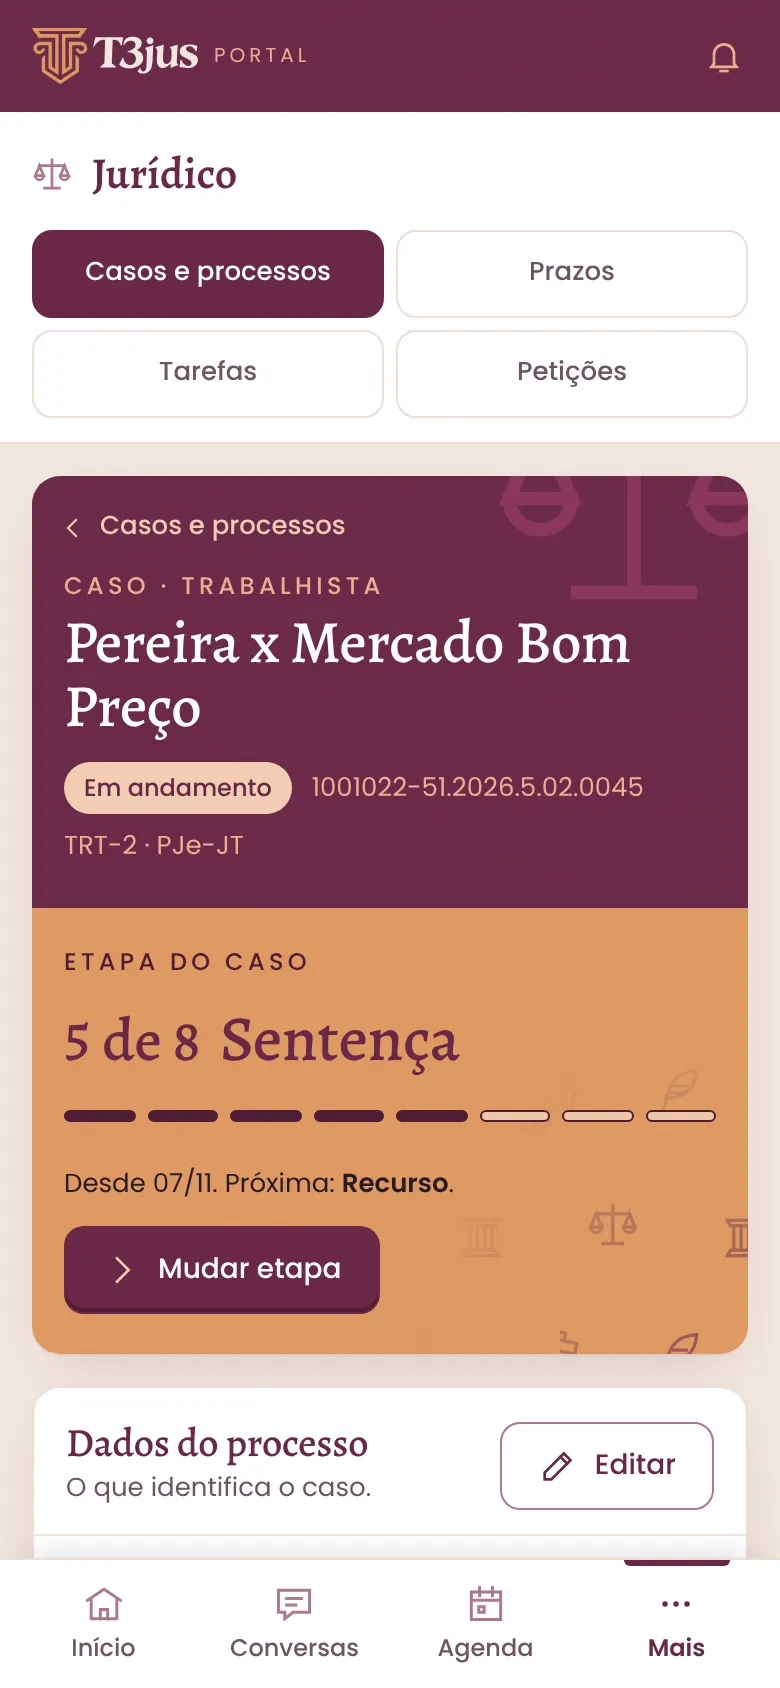 T3jus PORTAL
Jurídico
Casos e processos
Prazos
Tarefas
Petições
Casos e processos
CASO · TRABALHISTA
Pereira x Mercado Bom
Preço
Em andamento 1001022-51.2026.5.02.0045
TRT-2 · PJe-JT
ETAPA DO CASO
5 de 8 Sentença
Desde 07/11. Próxima: Recurso.
Mudar etapa
Dados do processo
O que identifica o caso.
Editar
Início
Conversas
Agenda
Mais